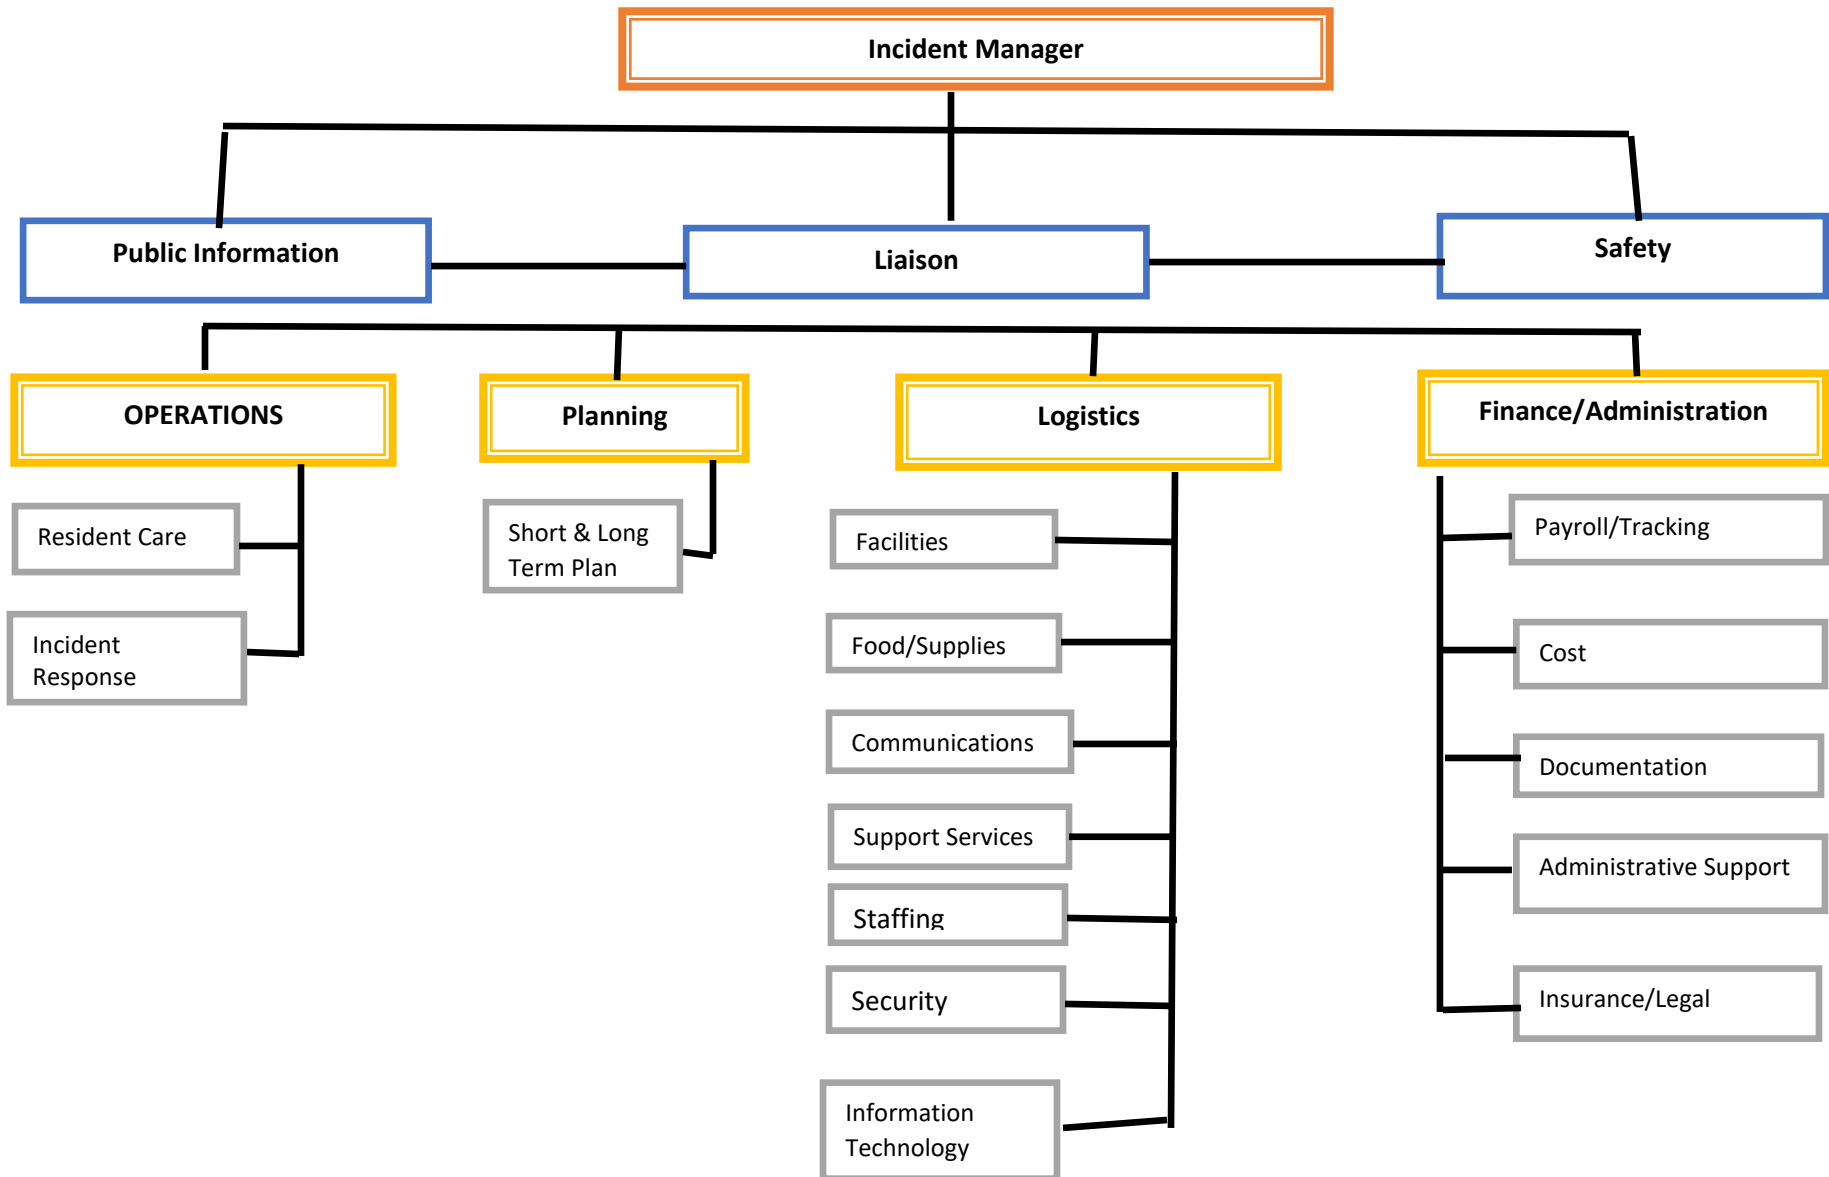 Incident Manager
Public Information
Liaison
Safety
OPERATIONS
Planning
Logistics
Finance/Administration
Resident Care
Incident
Response
Short & Long
Term Plan
Facilities
Food/Supplies
Communications
Support Services
Staffing
Security
Information
Technology
Payroll/Tracking
Cost
Documentation
Administrative Support
Insurance/Legal